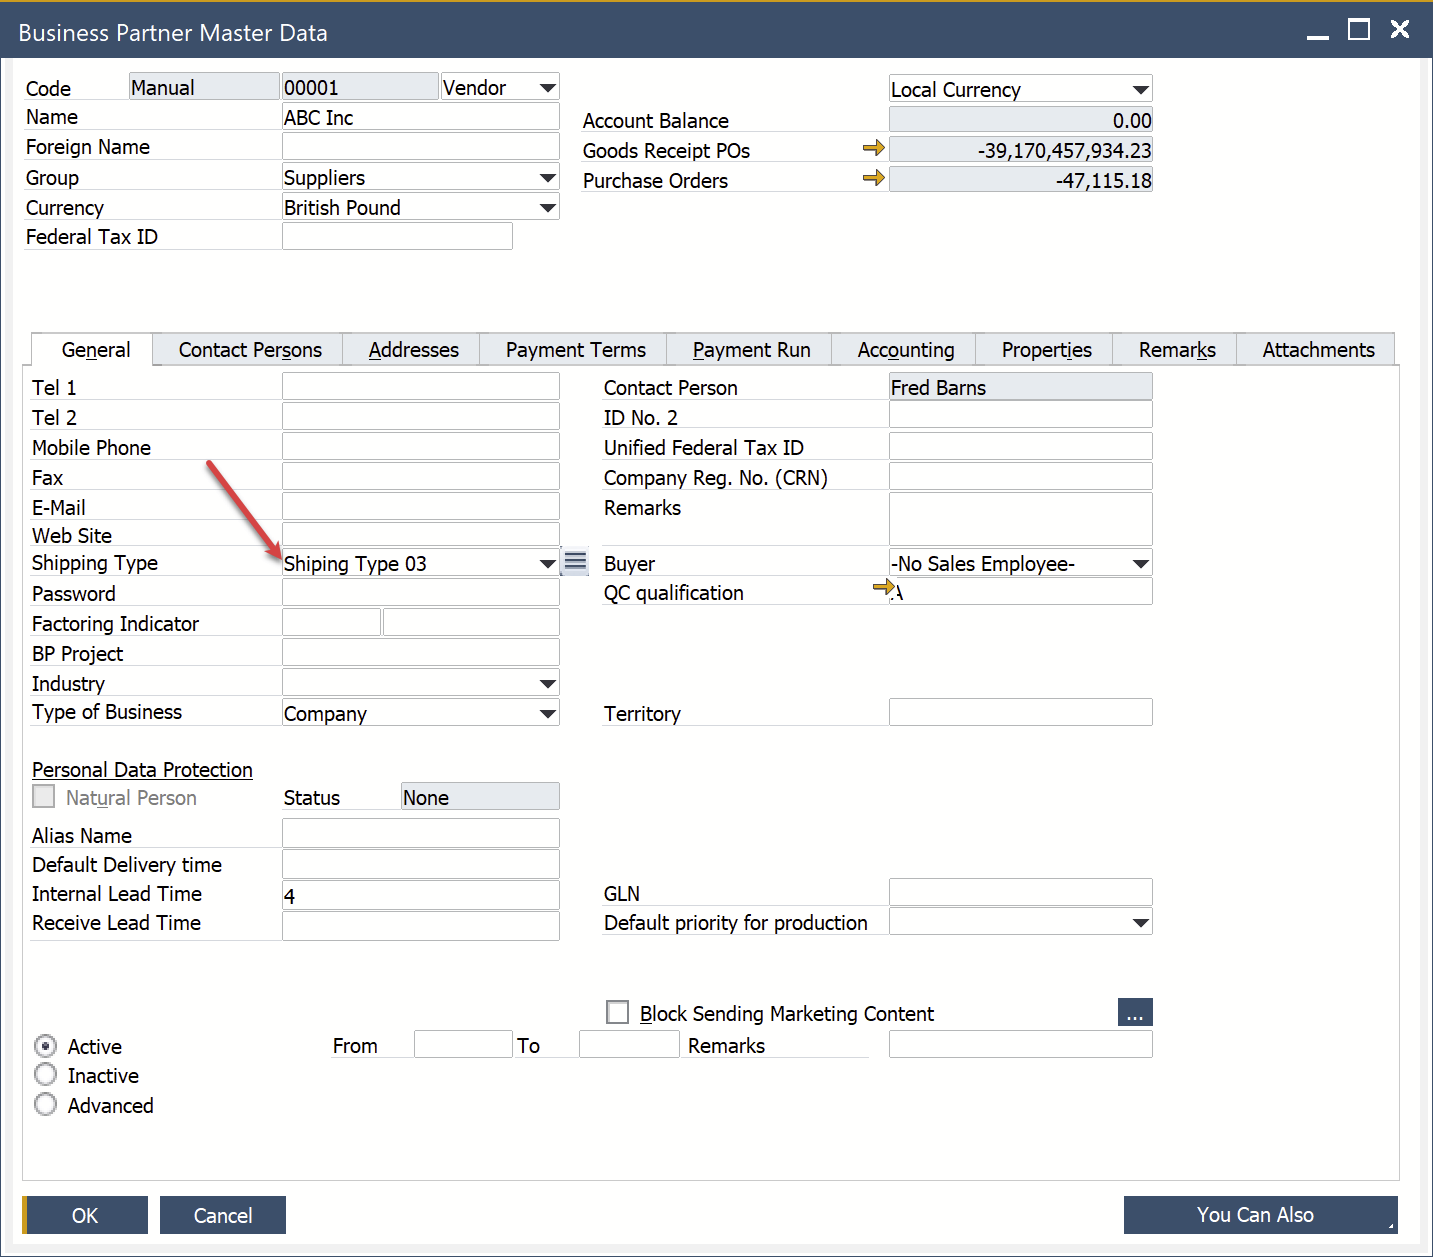 Business Partner Master Data
Code Manual 00001 Vendor Local Currency
Name ABC Inc Account Balance 0.00
Foreign Name Goods Receipt POs -39,170,457,934.23
Group Suppliers Purchase Orders -47,115.18
Currency British Pound
Federal Tax ID
General Contact Persons Addresses Payment Terms Payment Run Accounting Properties Remarks Attachments
Tel 1 Contact Person Fred Barns
Tel 2 ID No. 2
Mobile Phone Unified Federal Tax ID
Fax Company Reg. No. (CRN)
E-Mail Remarks
Web Site
Shipping Type Shiping Type 03 Buyer -No Sales Employee-
Password QC qualification A
Factoring Indicator
BP Project
Industry
Type of Business Company Territory
Personal Data Protection
Natural Person Status None
Alias Name
Default Delivery time
Internal Lead Time 4 GLN
Receive Lead Time Default priority for production
Block Sending Marketing Content ...
Active From To Remarks
Inactive
Advanced
OK Cancel You Can Also